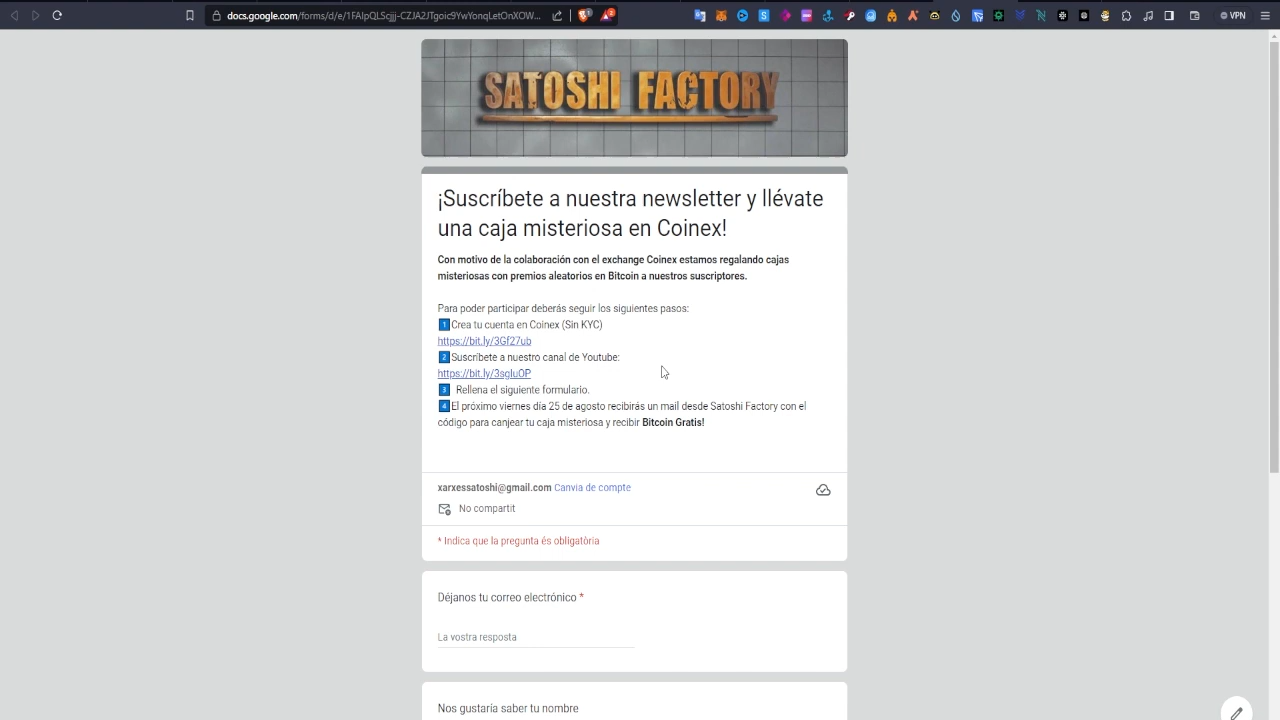 docs.google.com/forms/d/e/1FAIpQLScjjj-CZJA2JTgoic9YwYonqLetOnXOW...
VPN
SATOSHI FACTORY
¡Suscríbete a nuestra newsletter y llévate
una caja misteriosa en Coinex!
Con motivo de la colaboración con el exchange Coinex estamos regalando cajas
misteriosas con premios aleatorios en Bitcoin a nuestros suscriptores.
Para poder participar deberás seguir los siguientes pasos:
1 Crea tu cuenta en Coinex (Sin KYC)
https://bit.ly/3Gf27ub
2 Suscríbete a nuestro canal de Youtube:
https://bit.ly/3sgIuOP
3 Rellena el siguiente formulario.
4 El próximo viernes día 25 de agosto recibirás un mail desde Satoshi Factory con el
código para canjear tu caja misteriosa y recibir Bitcoin Gratis!
xarxessatoshi@gmail.com Canvia de compte
No compartit
* Indica que la pregunta és obligatòria
Déjanos tu correo electrónico *
La vostra resposta
Nos gustaría saber tu nombre